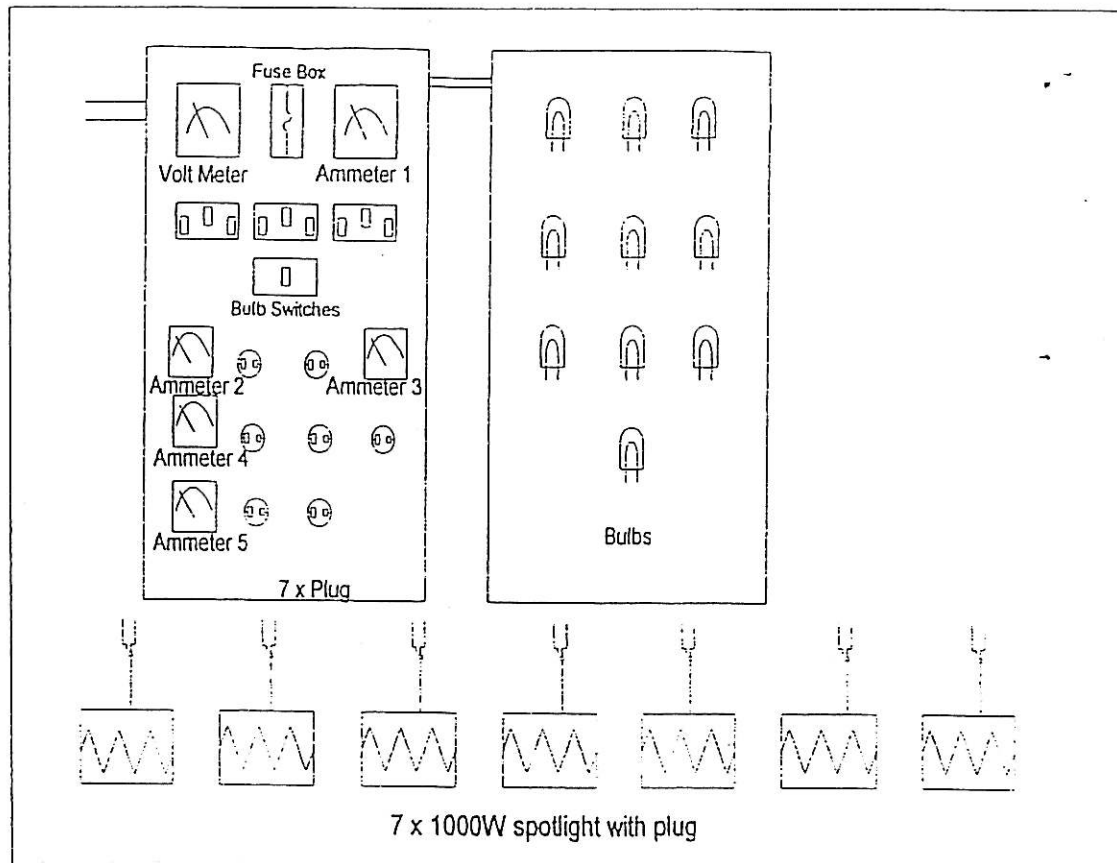 Fuse Box
Volt Meter
Ammeter 1
Bulb Switches
Ammeter 2
Ammeter 3
Ammeter 4
Ammeter 5
7 x Plug
Bulbs
7 x 1000W spotlight with plug